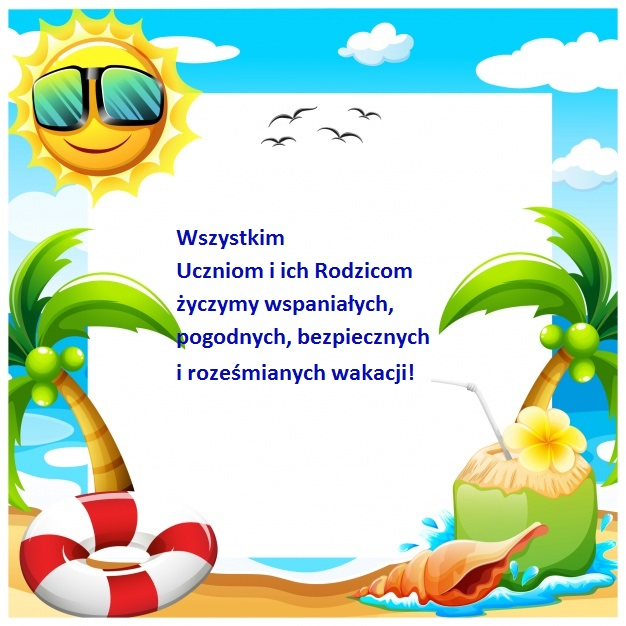 Wszystkim
Uczniom i ich Rodzicom
życzymy wspaniałych,
pogodnych, bezpiecznych
i roześmianych wakacji!